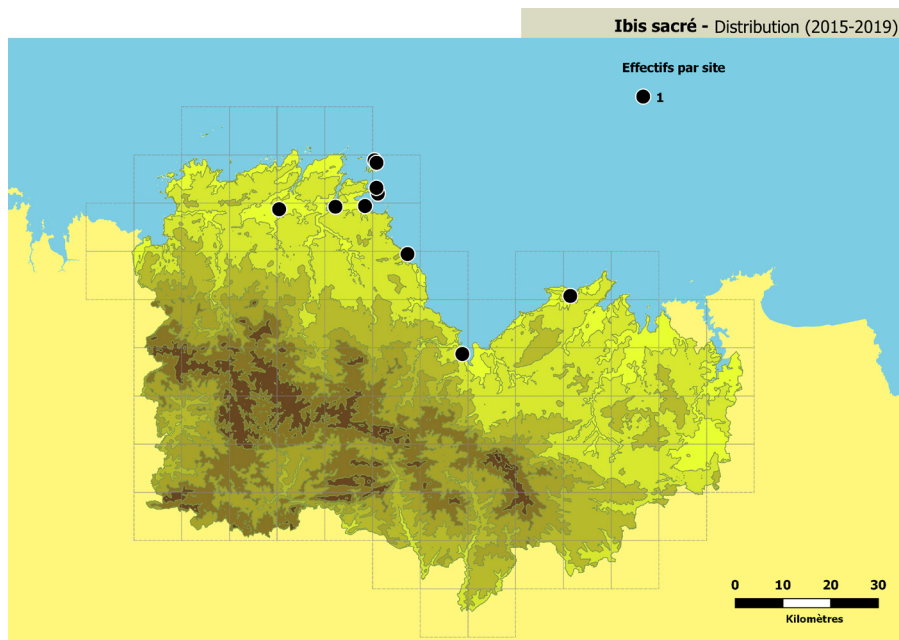 Ibis sacré - Distribution (2015-2019)
Effectifs par site
1
0 10 20 30
Kilomètres